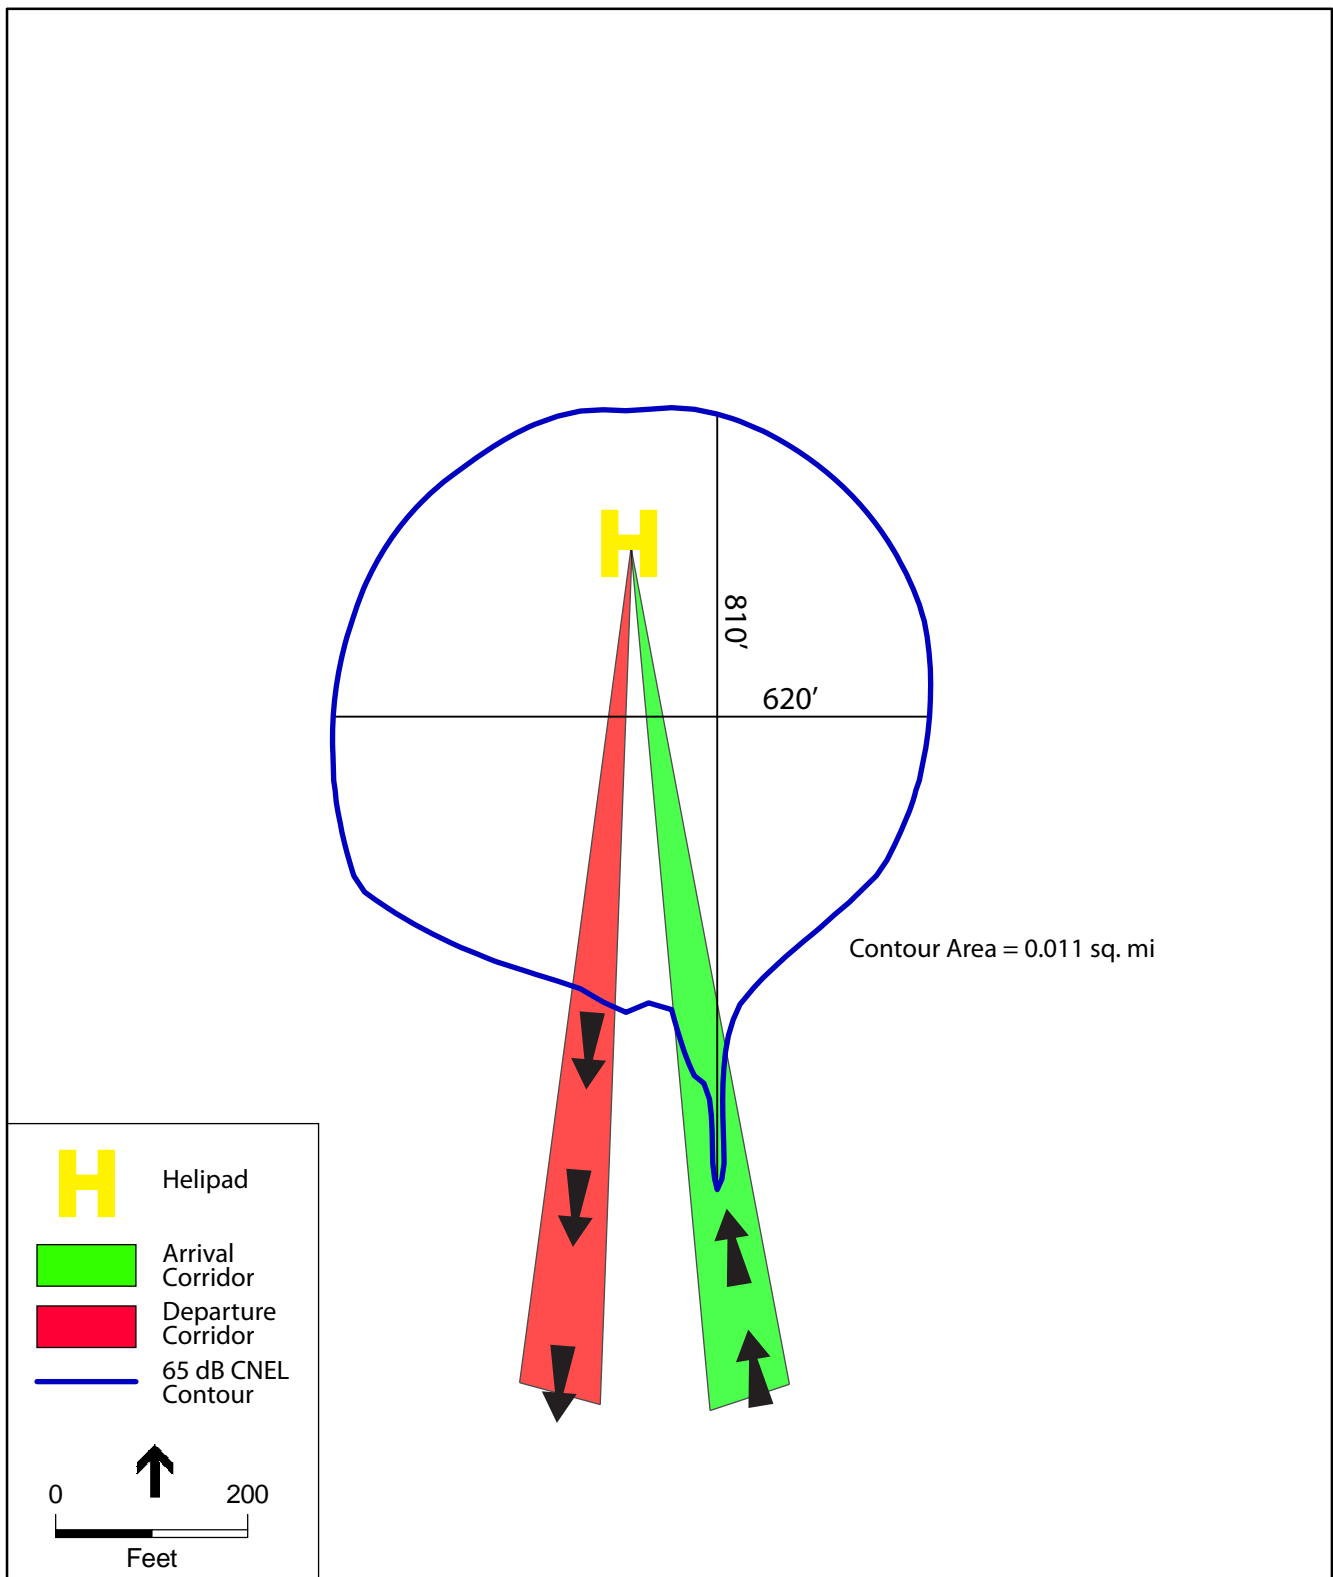 H
810′
620′
Contour Area = 0.011 sq. mi
H
Helipad
Arrival
Corridor
Departure
Corridor
65 dB CNEL
Contour
0 200
Feet